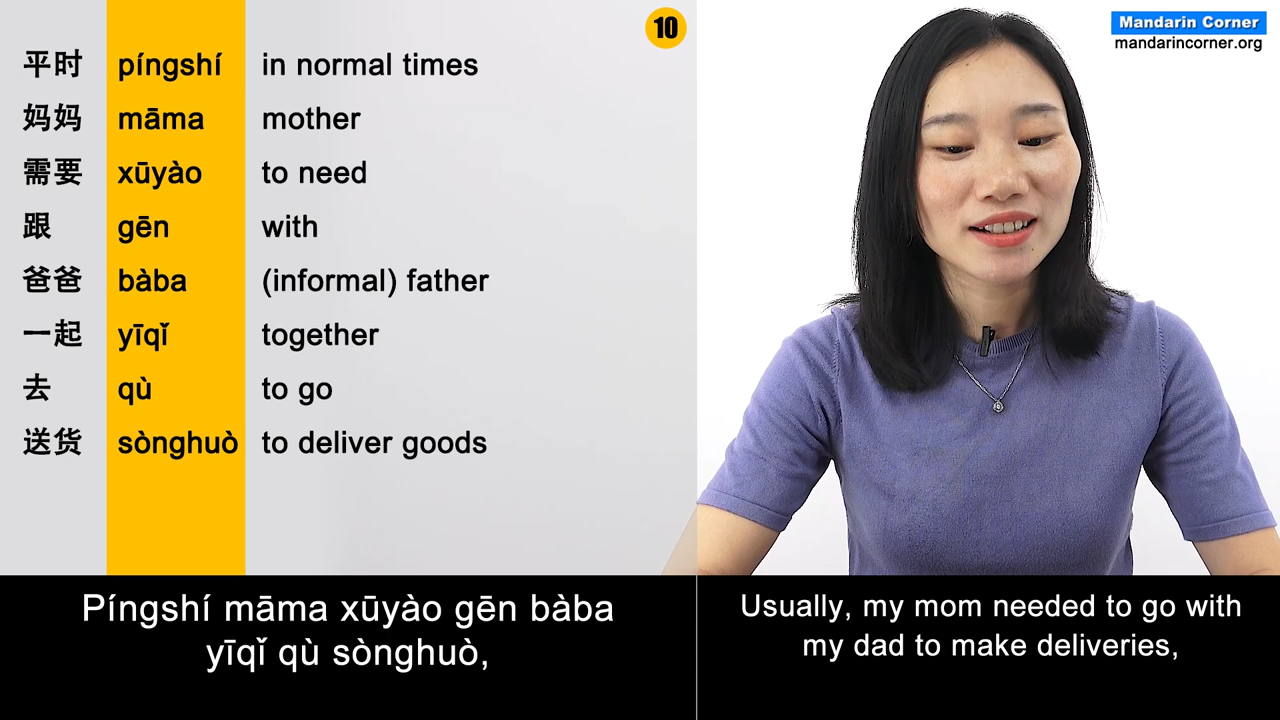 10
平时 píngshí in normal times
妈妈 māma mother
需要 xūyào to need
跟 gēn with
爸爸 bàba (informal) father
一起 yīqǐ together
去 qù to go
送货 sònghuò to deliver goods
Mandarin Corner
mandarincorner.org
Píngshí māma xūyào gēn bàba
yīqǐ qù sònghuò,
Usually, my mom needed to go with
my dad to make deliveries,